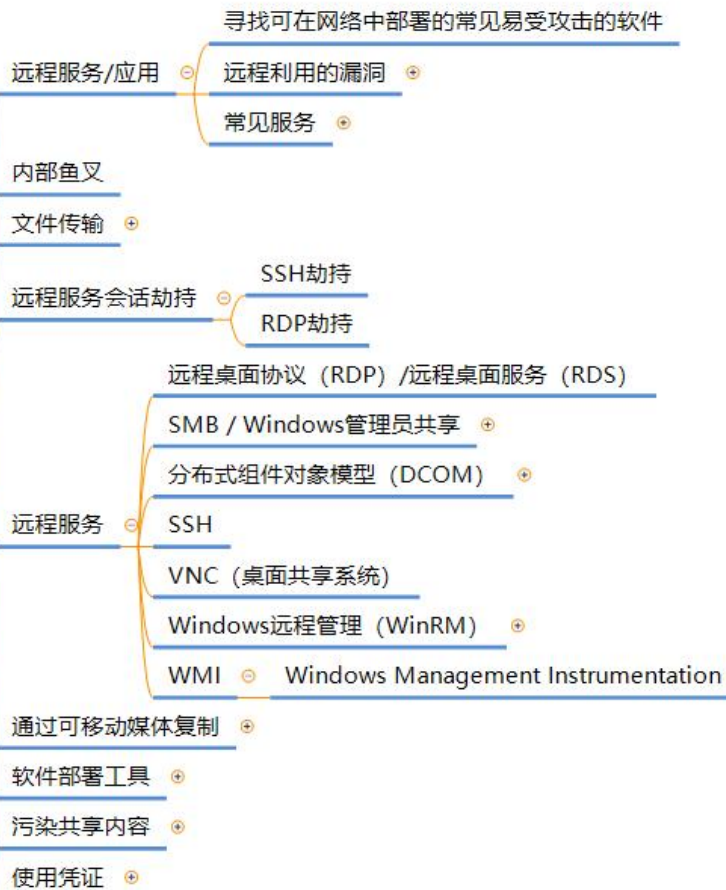 寻找可在网络中部署的常见易受攻击的软件
远程服务/应用
远程利用的漏洞
常见服务
内部鱼叉
文件传输
远程服务会话劫持
SSH劫持
RDP劫持
远程服务
远程桌面协议（RDP）/远程桌面服务（RDS）
SMB / Windows管理员共享
分布式组件对象模型（DCOM）
SSH
VNC（桌面共享系统）
Windows远程管理（WinRM）
WMI
Windows Management Instrumentation
通过可移动媒体复制
软件部署工具
污染共享内容
使用凭证